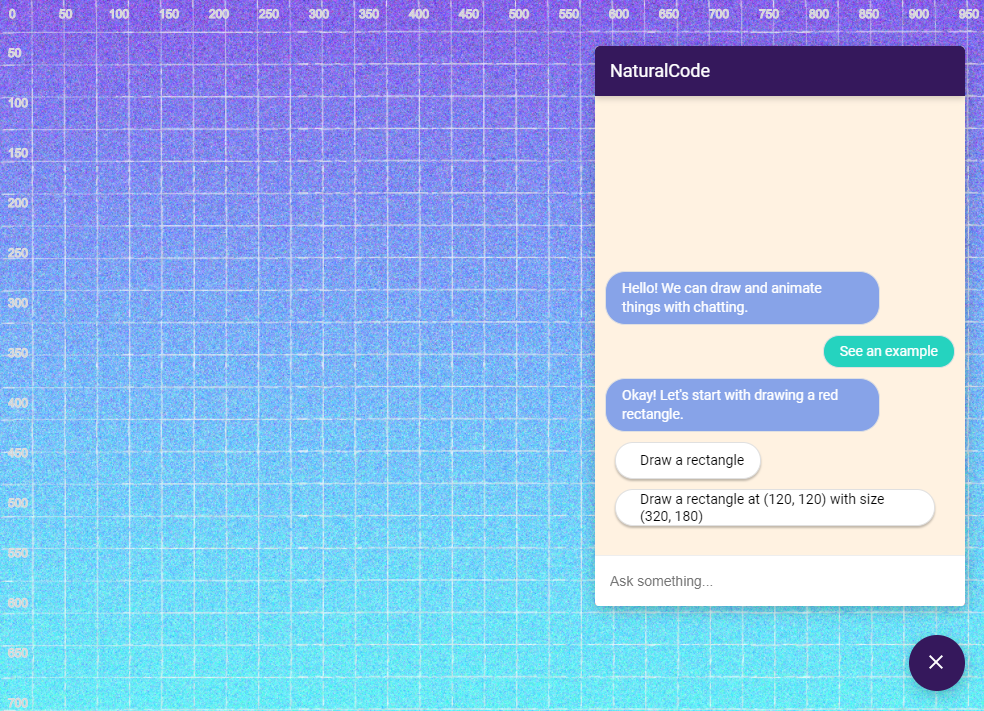 0 50 100 150 200 250 300 350 400 450 500 550 600 650 700 750 800 850 900 950
50
100
150
200
250
300
350
400
450
500
550
600
650
700
NaturalCode
Hello! We can draw and animate
things with chatting.
See an example
Okay! Let's start with drawing a red
rectangle.
Draw a rectangle
Draw a rectangle at (120, 120) with size
(320, 180)
Ask something...